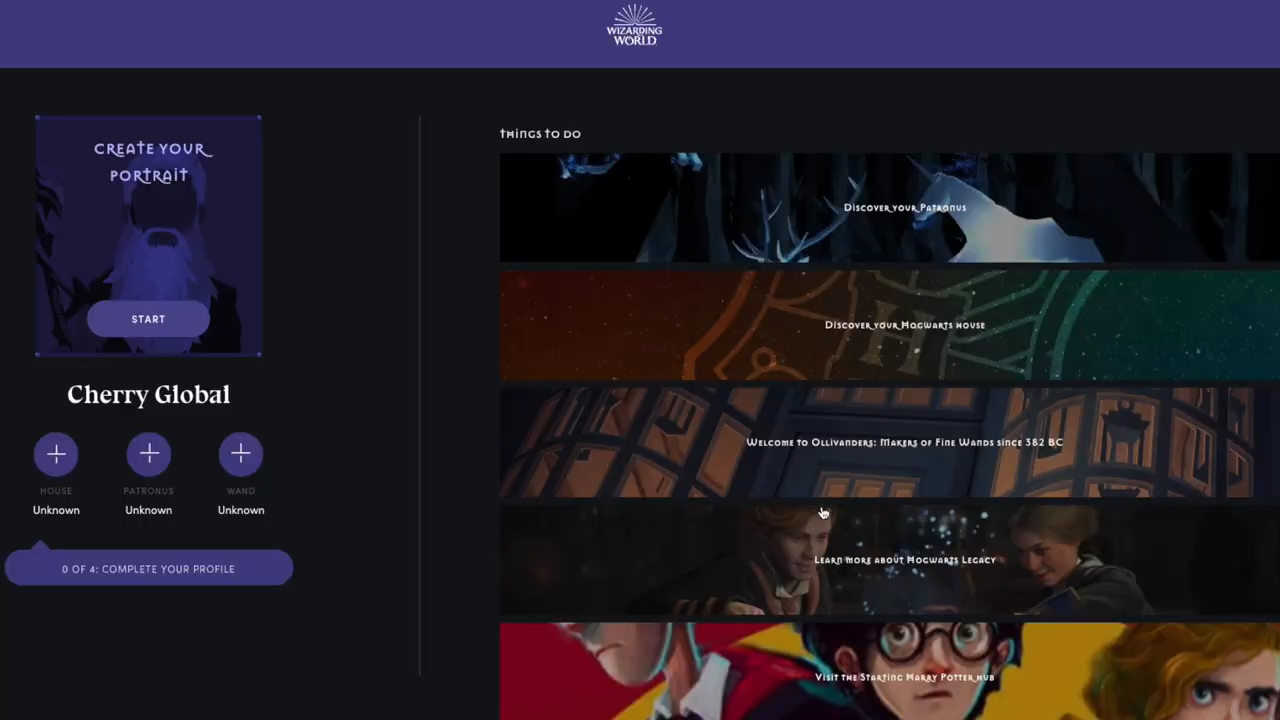 WIZARDING
WORLD
CREATE YOUR
PORTRAIT
START
Cherry Global
HOUSE
PATRONUS
WAND
Unknown
Unknown
Unknown
0 OF 4: COMPLETE YOUR PROFILE
THINGS TO DO
Discover your Patronus
Discover your Hogwarts house
Welcome to Ollivanders: Makers of Fine Wands since 382 BC
Learn more about Hogwarts Legacy
Visit the Starting Harry Potter hub